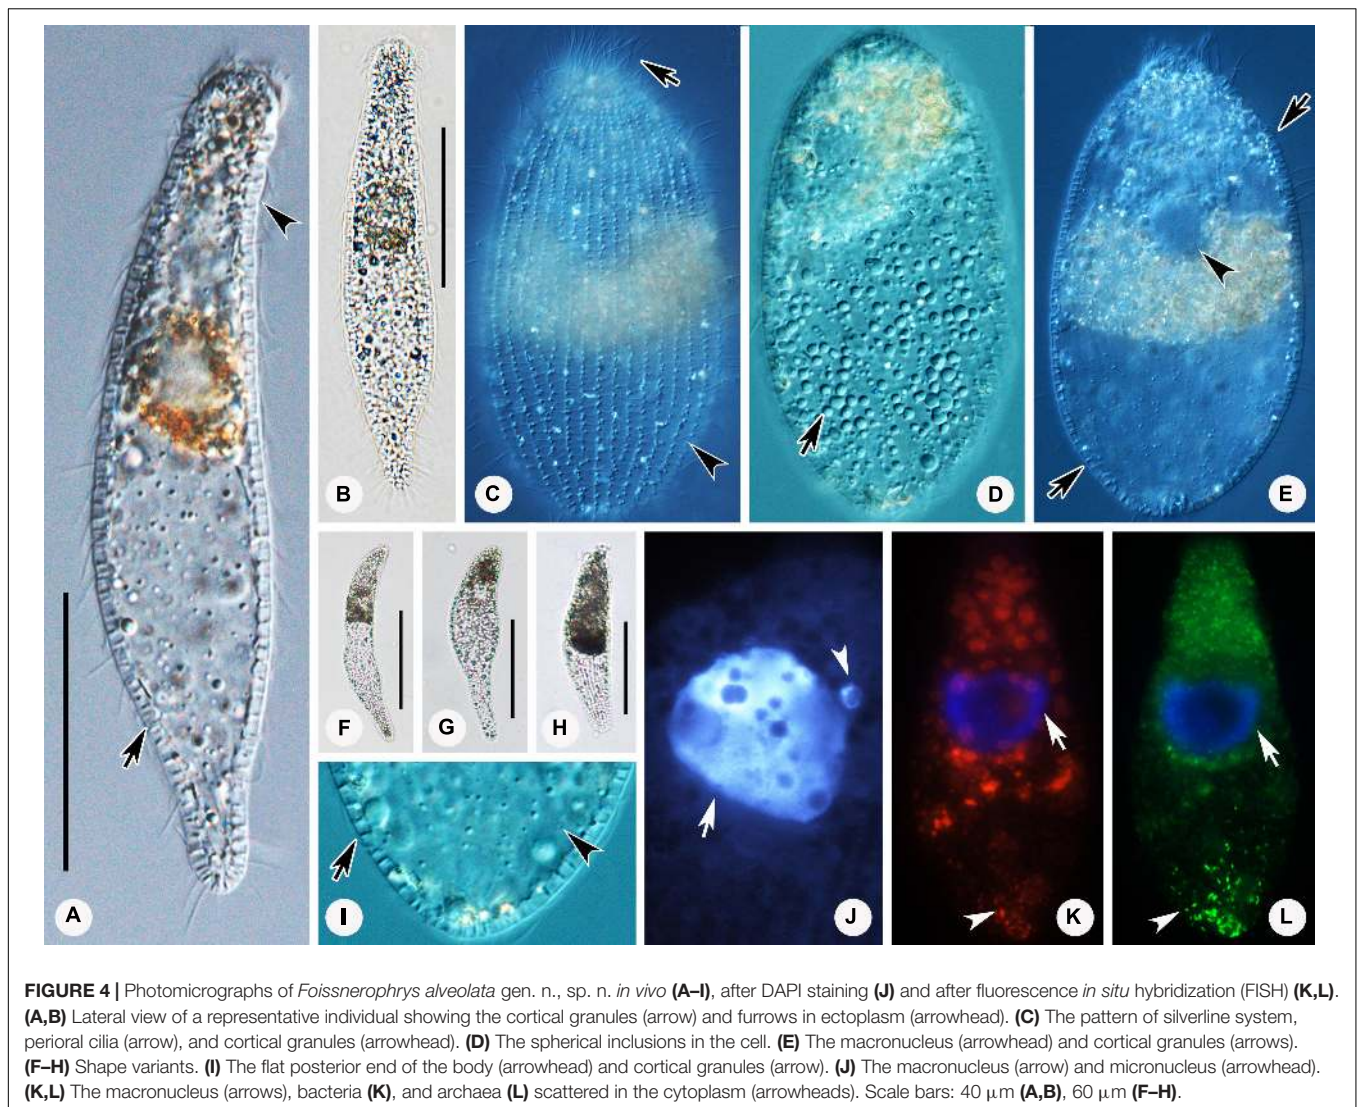 A
B
C
D
E
F
G
H
I
J
K
L
FIGURE 4 | Photomicrographs of Foissnerophrys alveolata gen. n., sp. n. in vivo (A–I), after DAPI staining (J) and after fluorescence in situ hybridization (FISH) (K,L).
(A,B) Lateral view of a representative individual showing the cortical granules (arrow) and furrows in ectoplasm (arrowhead). (C) The pattern of silverline system,
perioral cilia (arrow), and cortical granules (arrowhead). (D) The spherical inclusions in the cell. (E) The macronucleus (arrowhead) and cortical granules (arrows).
(F–H) Shape variants. (I) The flat posterior end of the body (arrowhead) and cortical granules (arrow). (J) The macronucleus (arrow) and micronucleus (arrowhead).
(K,L) The macronucleus (arrows), bacteria (K), and archaea (L) scattered in the cytoplasm (arrowheads). Scale bars: 40 μm (A,B), 60 μm (F–H).